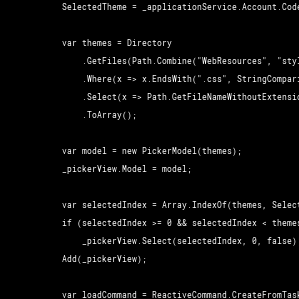 SelectedTheme = _applicationService.Account.Code
var themes = Directory
.GetFiles(Path.Combine("WebResources", "styl
.Where(x => x.EndsWith(".css", StringCompari
.Select(x => Path.GetFileNameWithoutExtensio
.ToArray();
var model = new PickerModel(themes);
_pickerView.Model = model;
var selectedIndex = Array.IndexOf(themes, Select
if (selectedIndex >= 0 && selectedIndex < themes
_pickerView.Select(selectedIndex, 0, false)
Add(_pickerView);
var loadCommand = ReactiveCommand.CreateFromTask